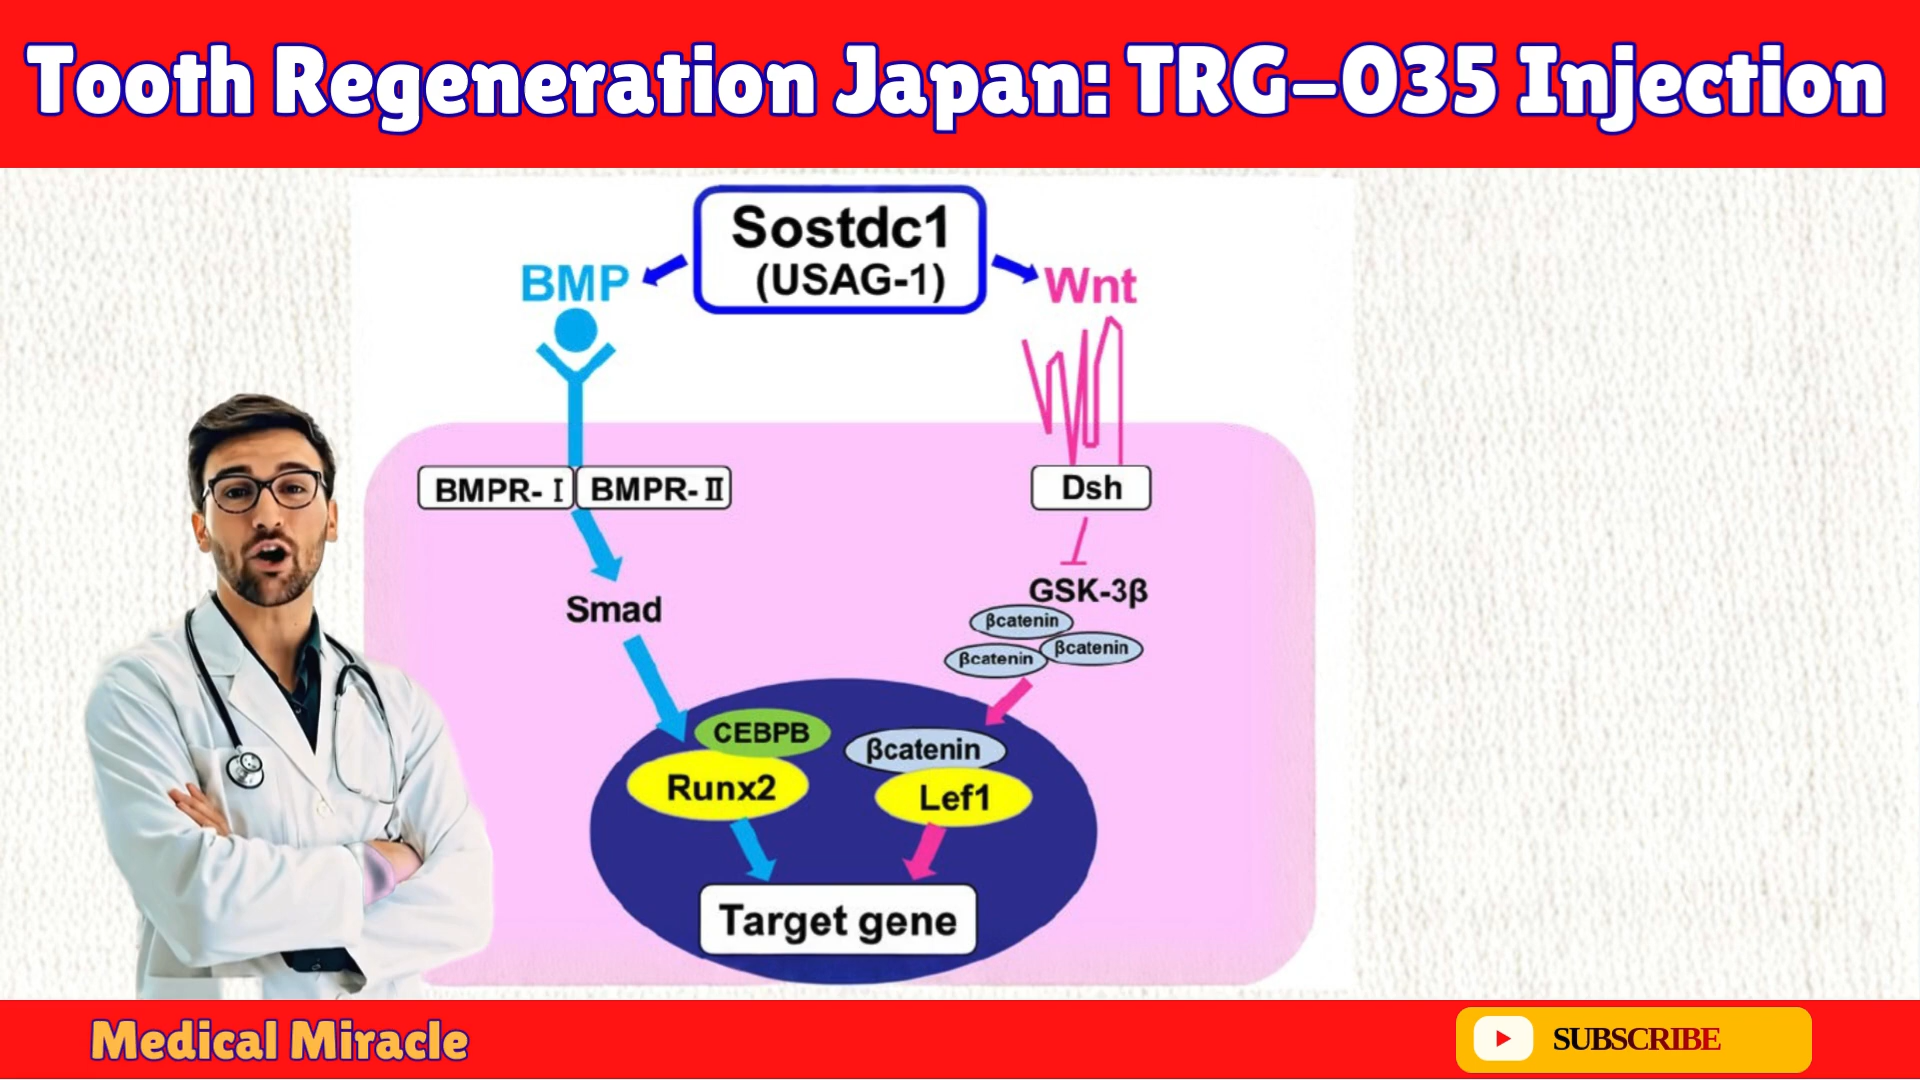 Tooth Regeneration Japan: TRG-035 Injection
Sostdc1
(USAG-1)
BMP
Wnt
BMPR- I
BMPR- II
Dsh
Smad
GSK-3β
βcatenin
βcatenin
βcatenin
CEBPB
βcatenin
Runx2
Lef1
Target gene
Medical Miracle
SUBSCRIBE